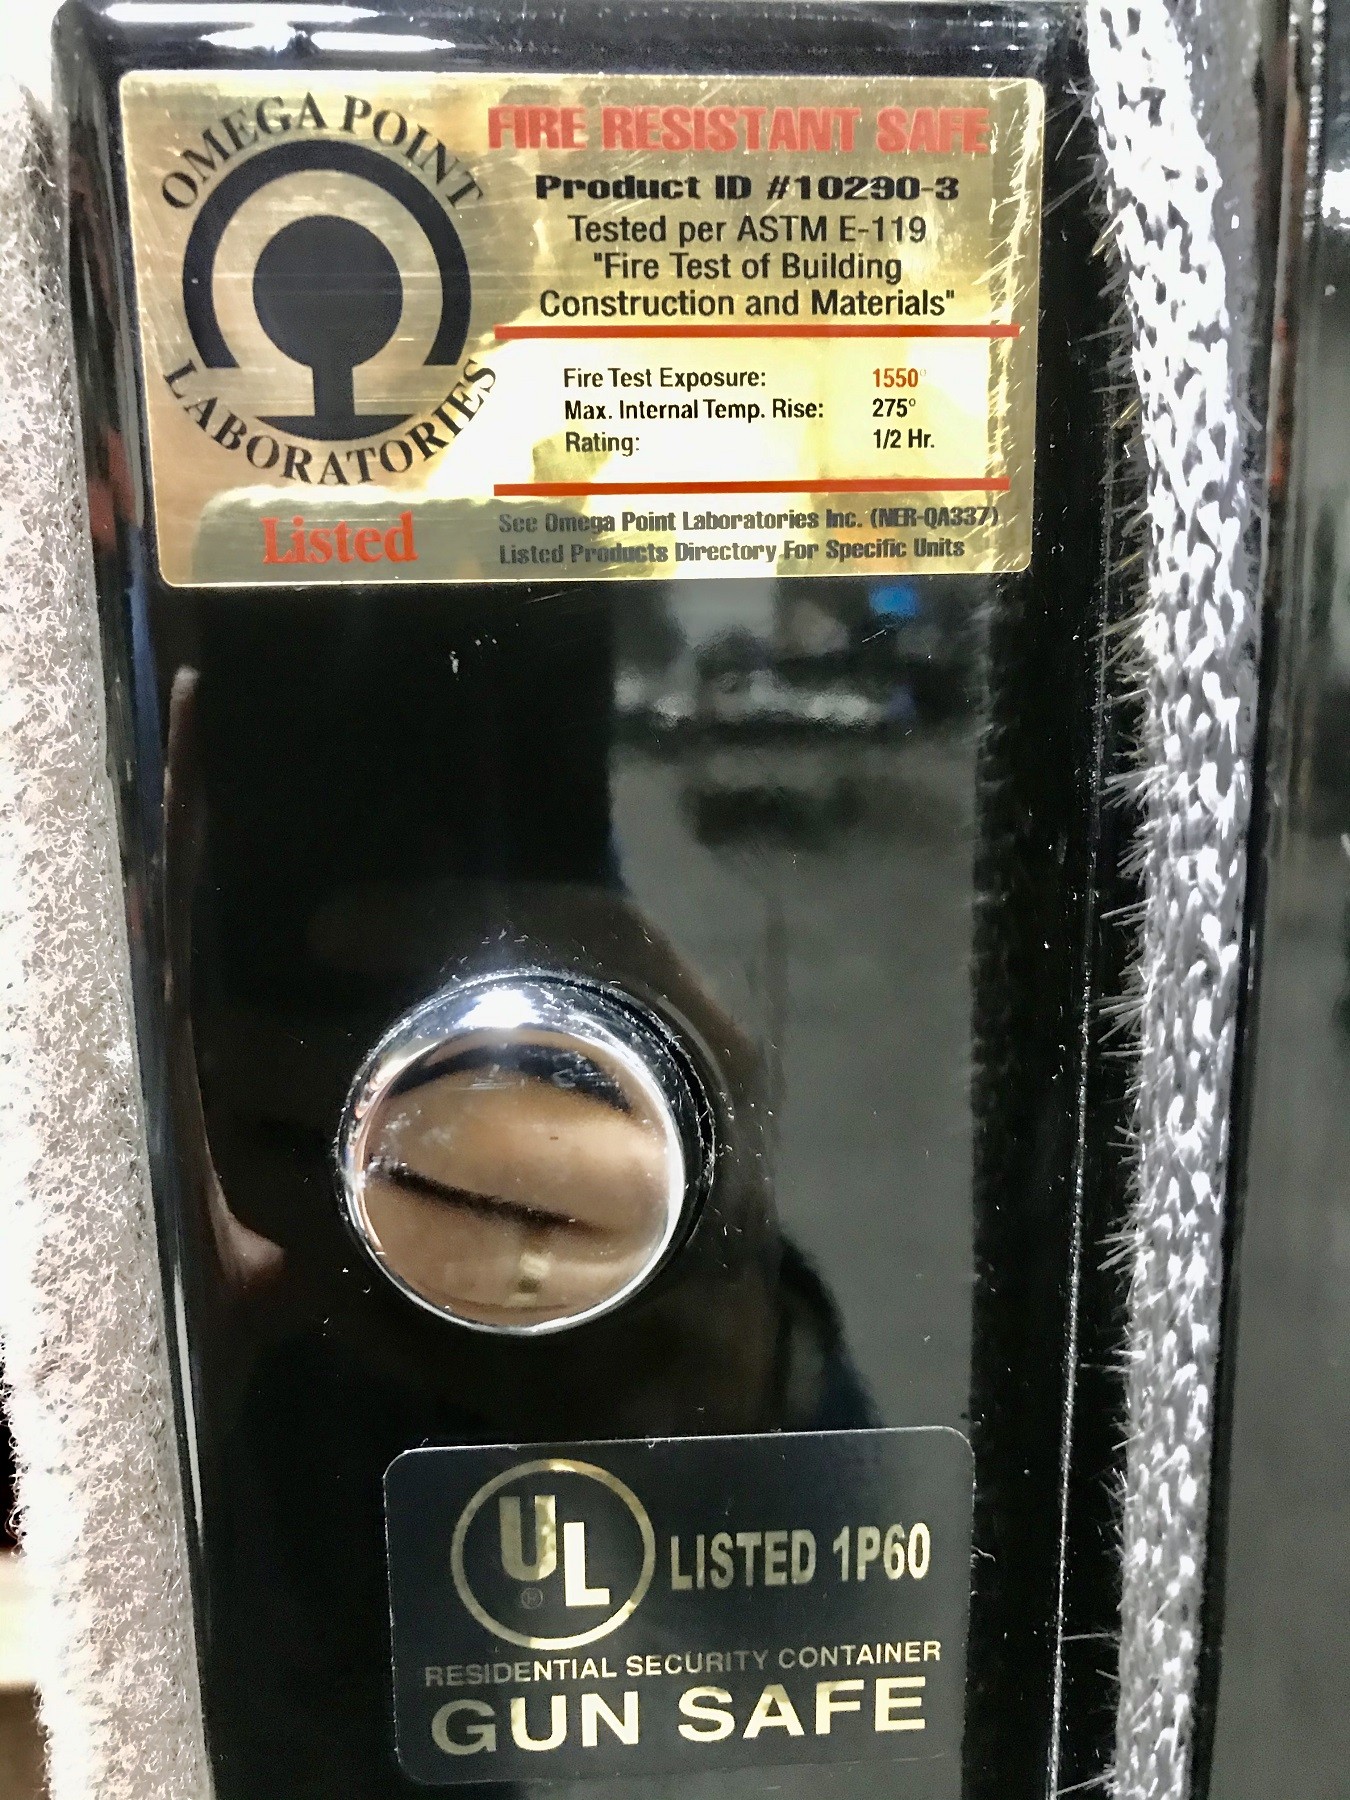 OMEGA POINT
LABORATORIES
Listed
FIRE RESISTANT SAFE
Product ID #10290-3
Tested per ASTM E-119
"Fire Test of Building
Construction and Materials"
Fire Test Exposure: 1550°
Max. Internal Temp. Rise: 275°
Rating: 1/2 Hr.
See Omega Point Laboratories Inc. (NER-QA337)
Listed Products Directory For Specific Units
UL ® LISTED 1P60
RESIDENTIAL SECURITY CONTAINER
GUN SAFE